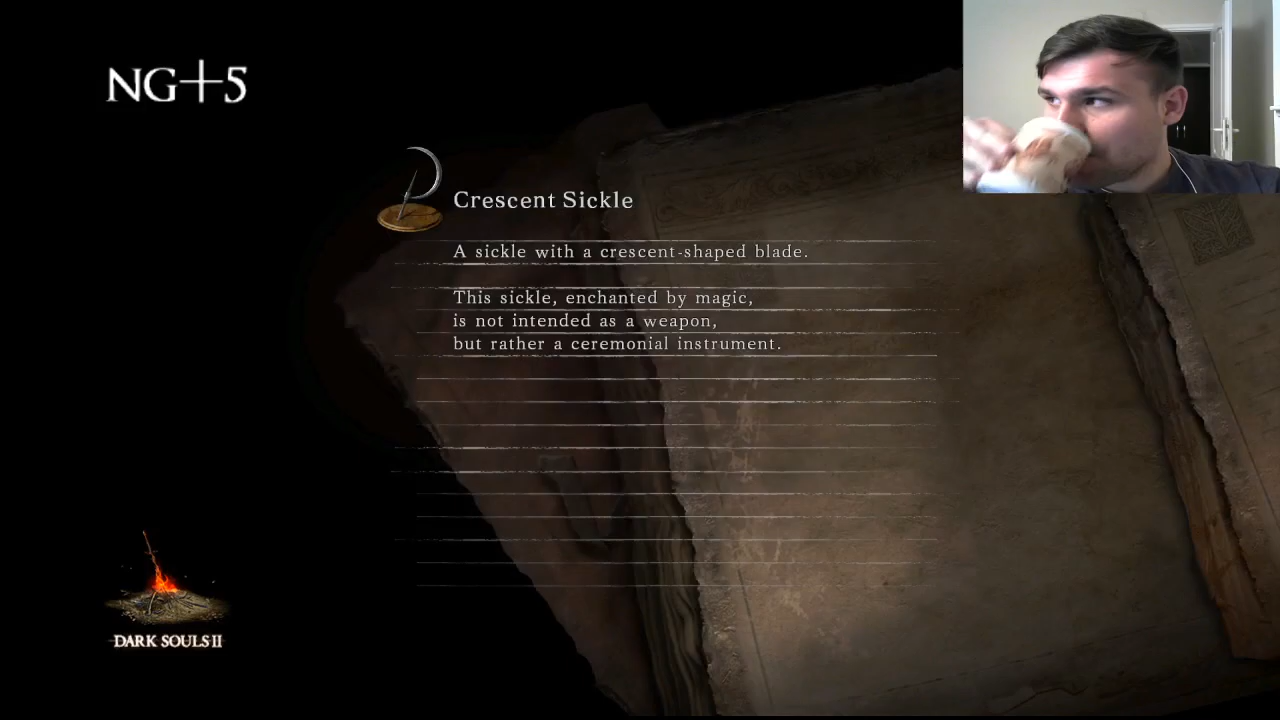 NG+5
Crescent Sickle
A sickle with a crescent-shaped blade.
This sickle, enchanted by magic,
is not intended as a weapon,
but rather a ceremonial instrument.
DARK SOULS II